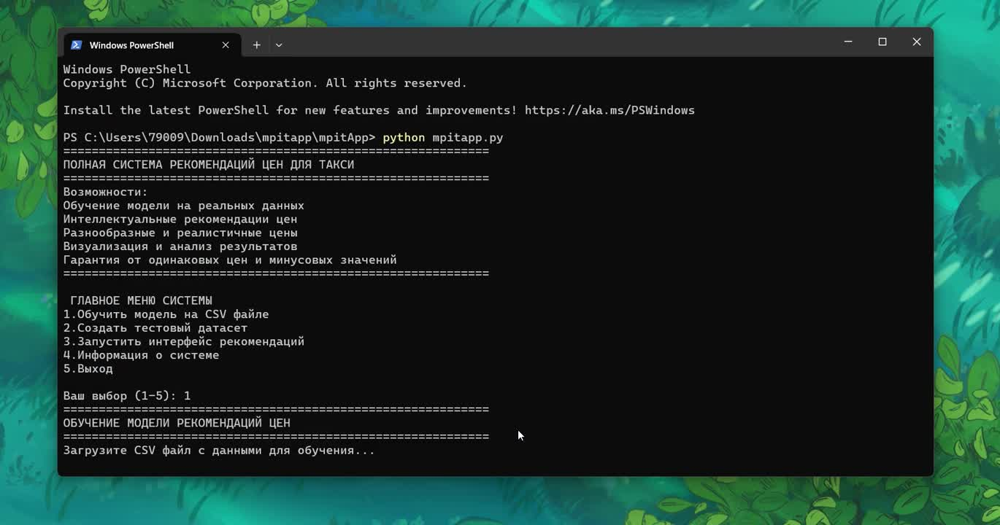 Windows PowerShell
Windows PowerShell
Copyright (C) Microsoft Corporation. All rights reserved.
Install the latest PowerShell for new features and improvements! https://aka.ms/PSWindows
PS C:\Users\79009\Downloads\mpitapp\mpitApp> python mpitapp.py
============================================================
ПОЛНАЯ СИСТЕМА РЕКОМЕНДАЦИЙ ЦЕН ДЛЯ ТАКСИ
============================================================
Возможности:
Обучение модели на реальных данных
Интеллектуальные рекомендации цен
Разнообразные и реалистичные цены
Визуализация и анализ результатов
Гарантия от одинаковых цен и минусовых значений
============================================================
ГЛАВНОЕ МЕНЮ СИСТЕМЫ
1.Обучить модель на CSV файле
2.Создать тестовый датасет
3.Запустить интерфейс рекомендаций
4.Информация о системе
5.Выход
Ваш выбор (1-5): 1
============================================================
ОБУЧЕНИЕ МОДЕЛИ РЕКОМЕНДАЦИЙ ЦЕН
============================================================
Загрузите CSV файл с данными для обучения...